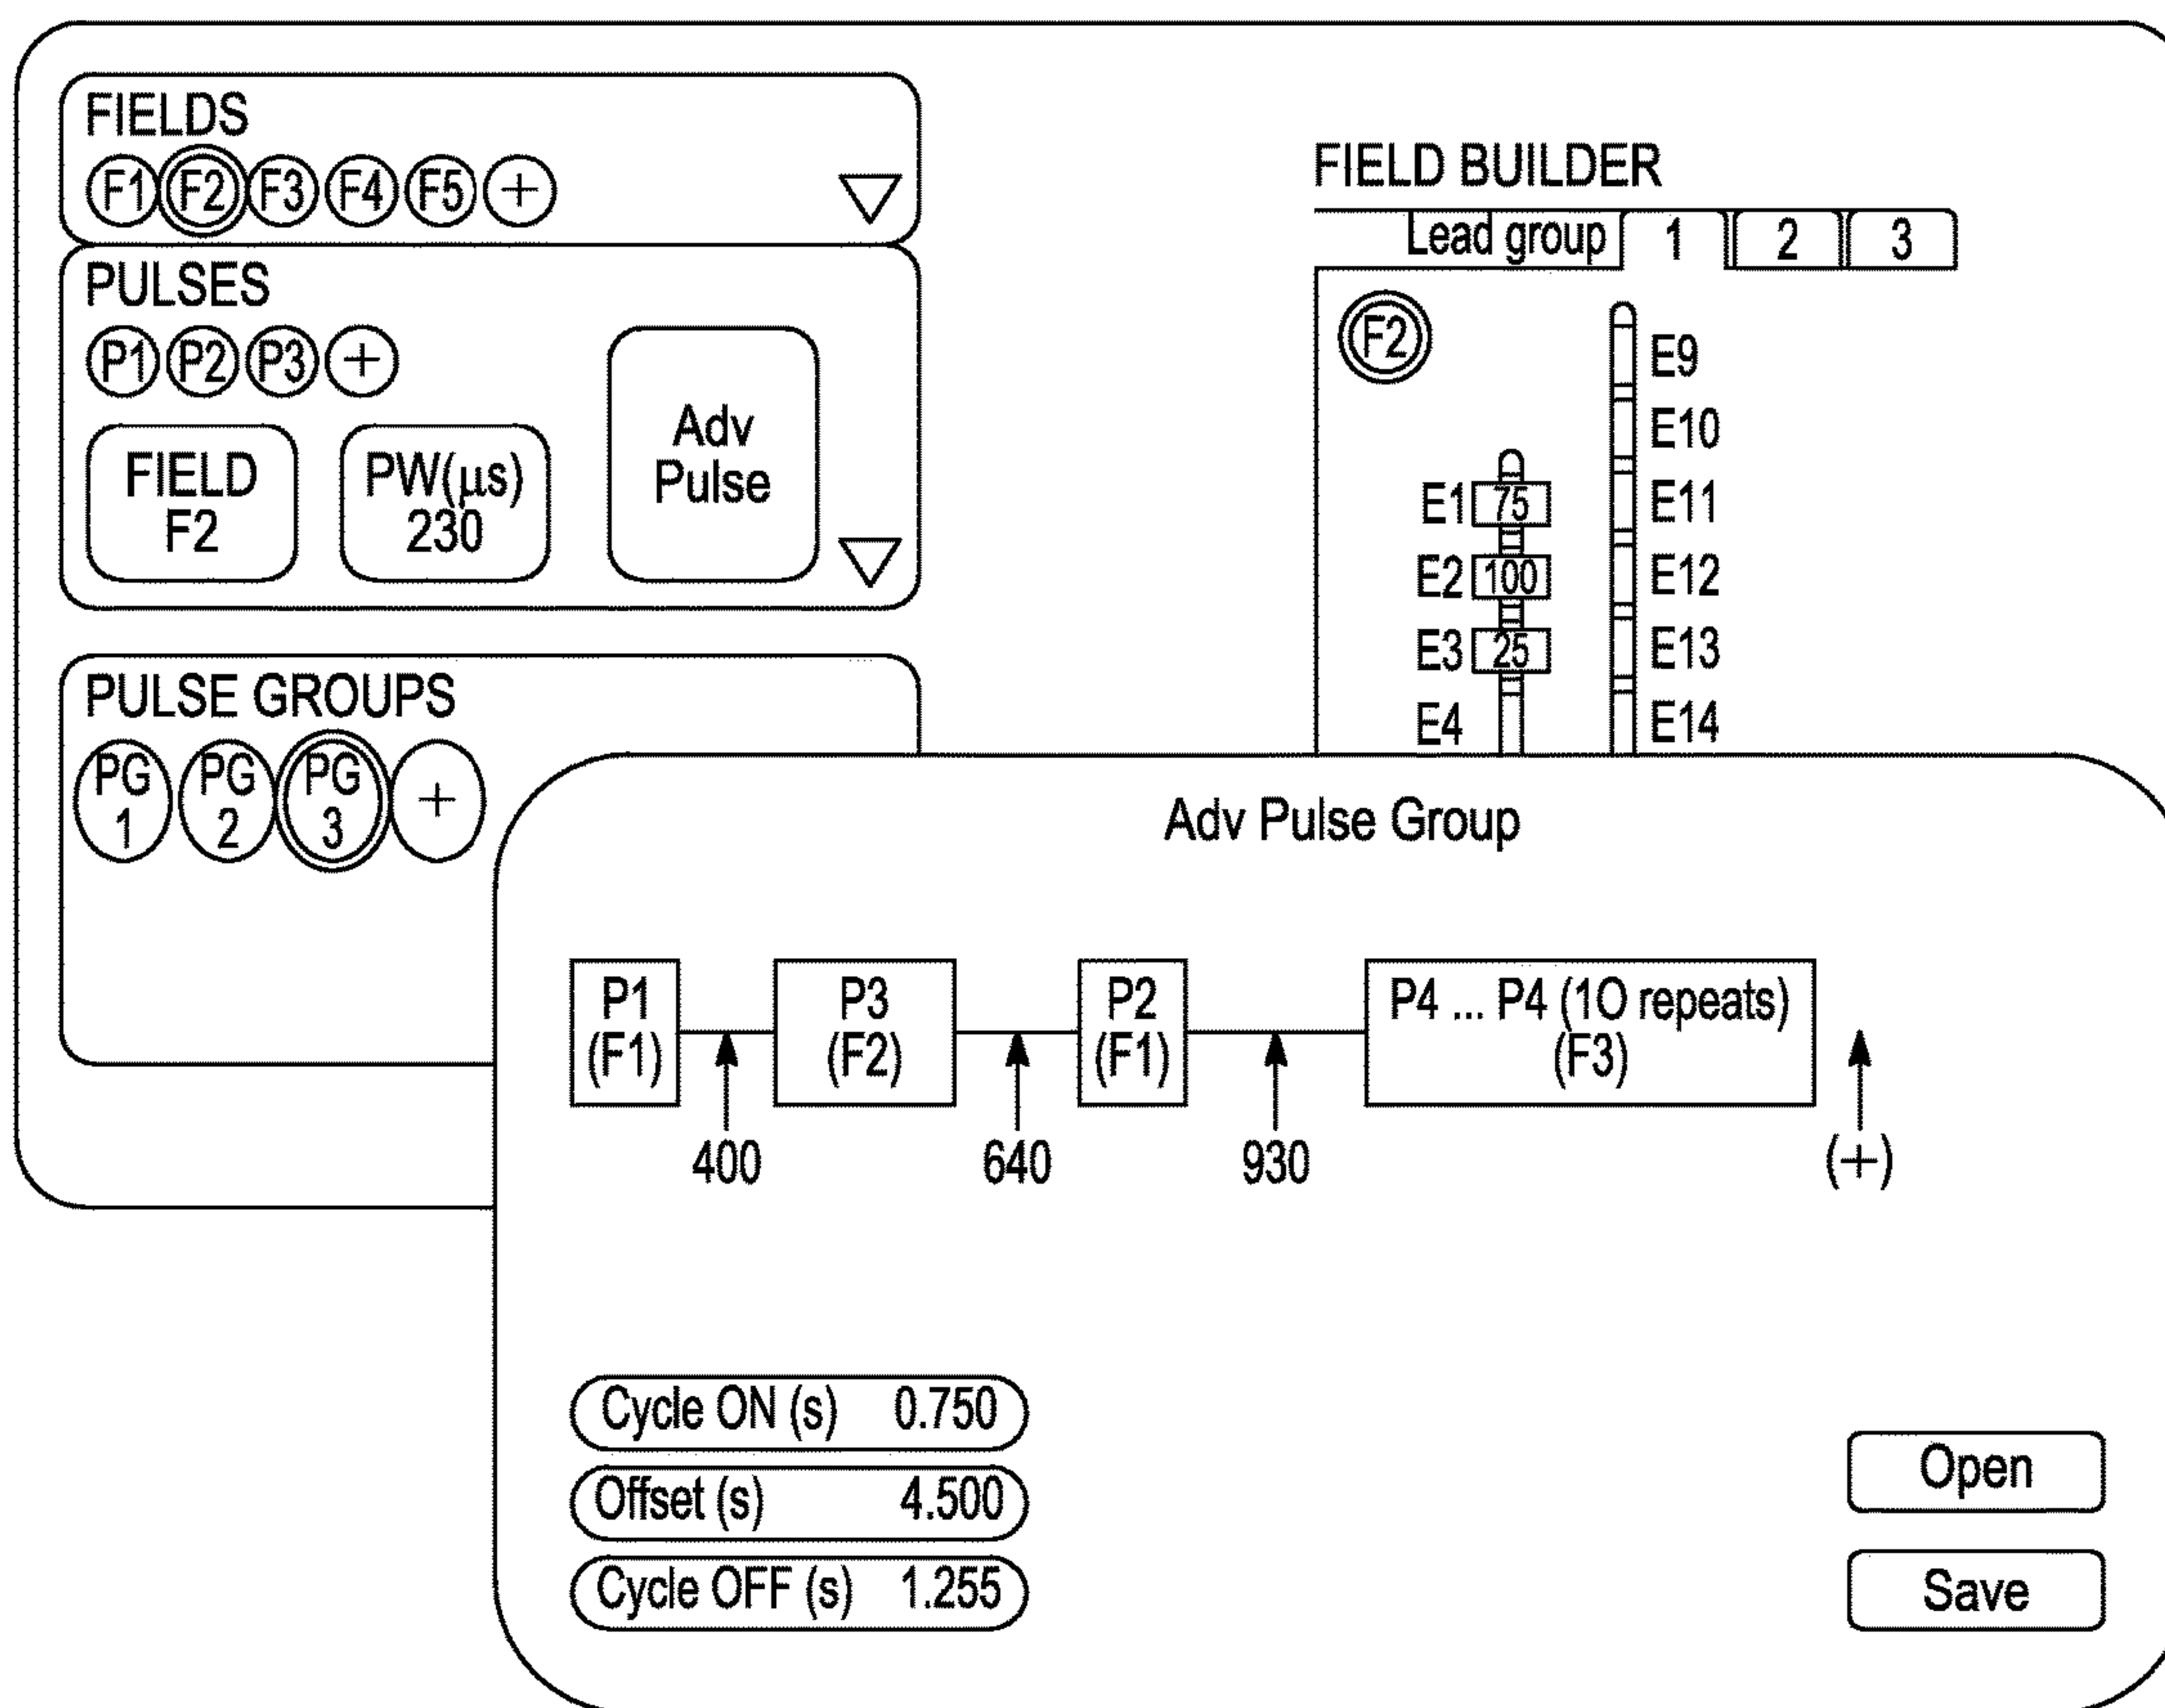 FIELDS
F1 F2 F3 F4 F5 +
PULSES
P1 P2 P3 +
FIELD
F2
PW(µs)
230
Adv
Pulse
PULSE GROUPS
PG
1
PG
2
PG
3
+
FIELD BUILDER
Lead group 1 2 3
F2
E1 75
E2 100
E3 25
E4
E9
E10
E11
E12
E13
E14
Adv Pulse Group
P1
(F1)
P3
(F2)
P2
(F1)
P4 ... P4 (10 repeats)
(F3)
400 640 930 (+)
Cycle ON (s) 0.750
Offset (s) 4.500
Cycle OFF (s) 1.255
Open
Save